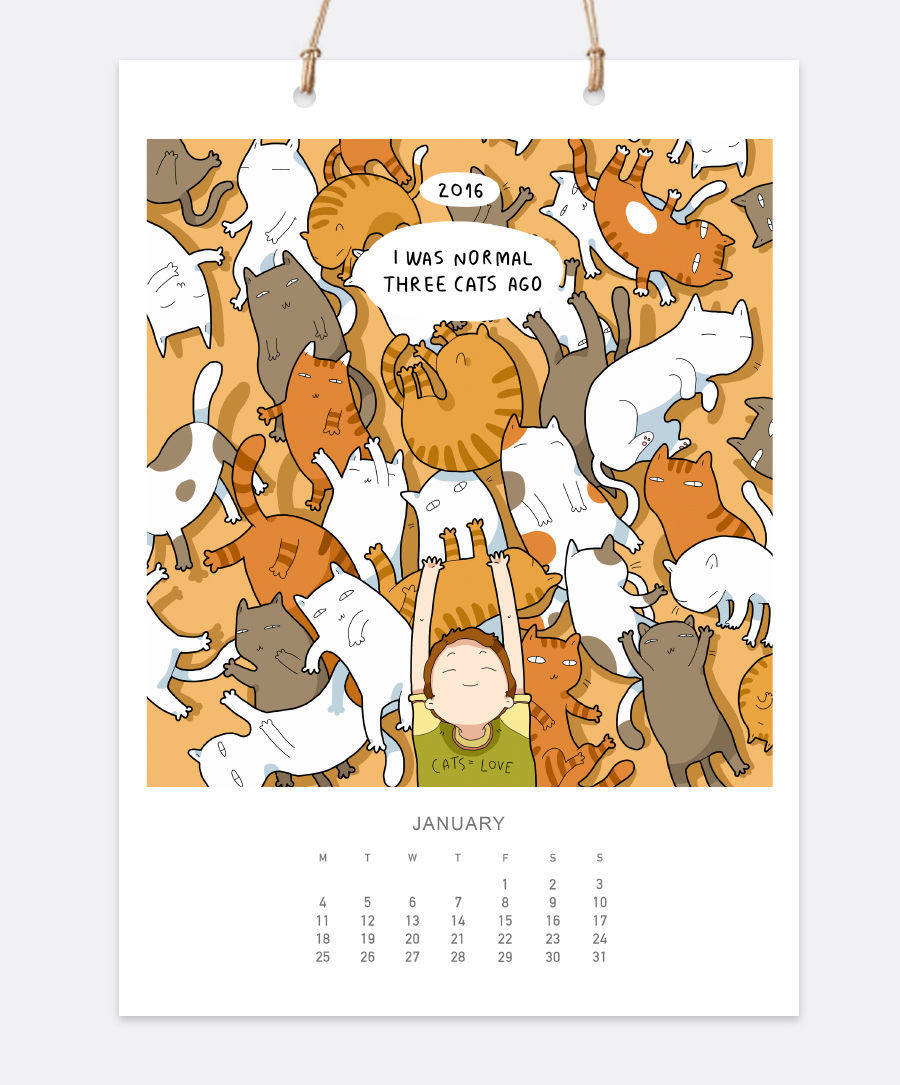 2016
I WAS NORMAL
THREE CATS AGO
CATS = LOVE
JANUARY
M T W T F S S
1 2 3
4 5 6 7 8 9 10
11 12 13 14 15 16 17
18 19 20 21 22 23 24
25 26 27 28 29 30 31